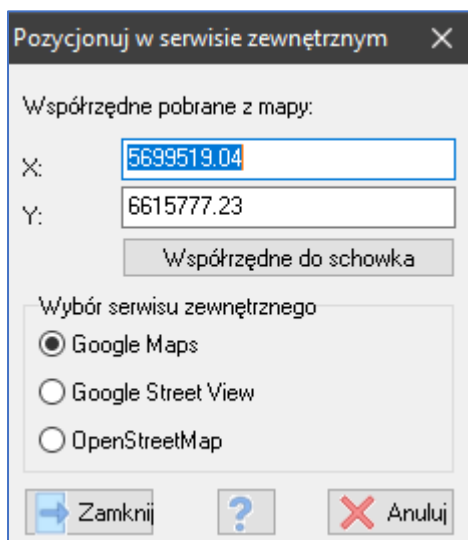 Pozycjonuj w serwisie zewnętrznym
Współrzędne pobrane z mapy:
X: 5699519.04
Y: 6615777.23
Współrzędne do schowka
Wybór serwisu zewnętrznego
Google Maps
Google Street View
OpenStreetMap
Zamknij ? Anuluj